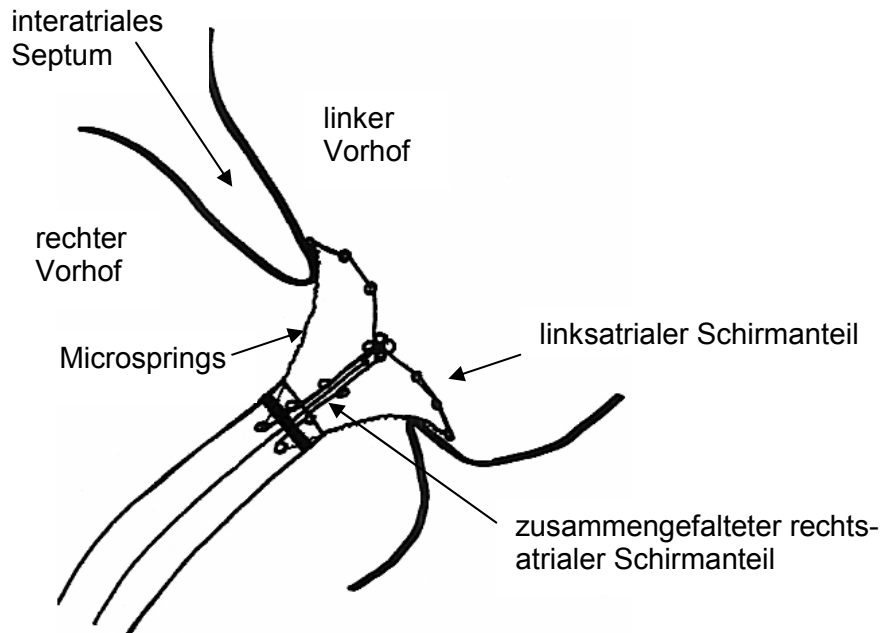 interatriales
Septum
linker
Vorhof
rechter
Vorhof
Microsprings
linksatrialer Schirmanteil
zusammengefalteter rechts-
atrialer Schirmanteil